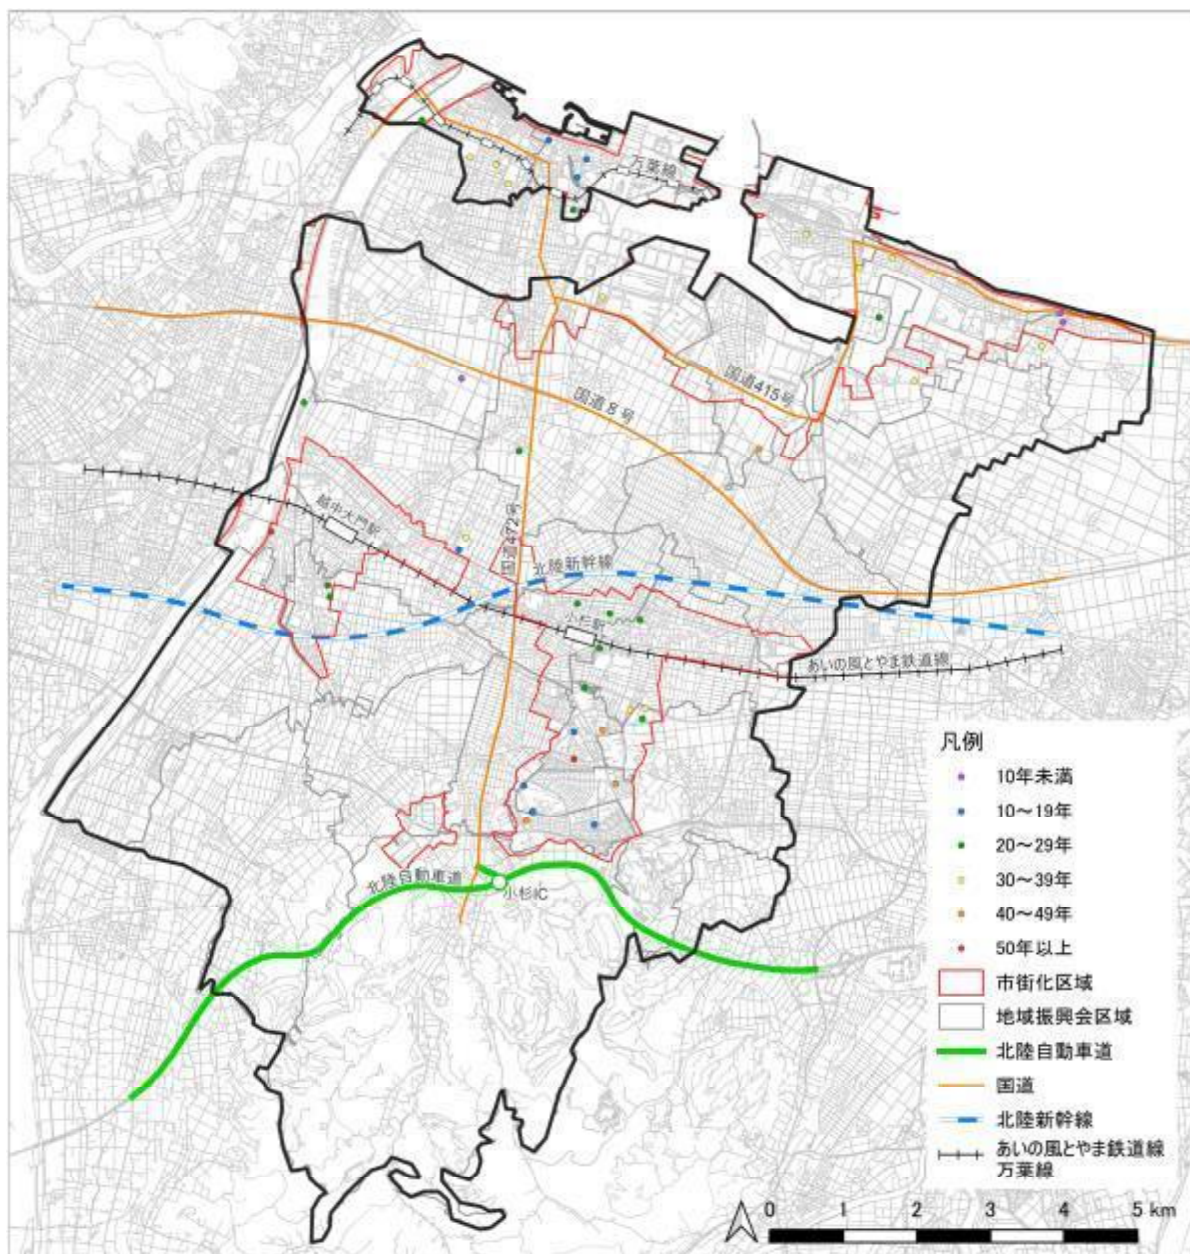 万葉線
国道415号
国道8号
越中大門駅
国道472号
北陸新幹線
小杉駅
あいの風とやま鉄道線
北陸自動車道
小杉IC
凡例
10年未満
10～19年
20～29年
30～39年
40～49年
50年以上
市街化区域
地域振興会区域
北陸自動車道
国道
北陸新幹線
あいの風とやま鉄道線
万葉線
0 1 2 3 4 5 km